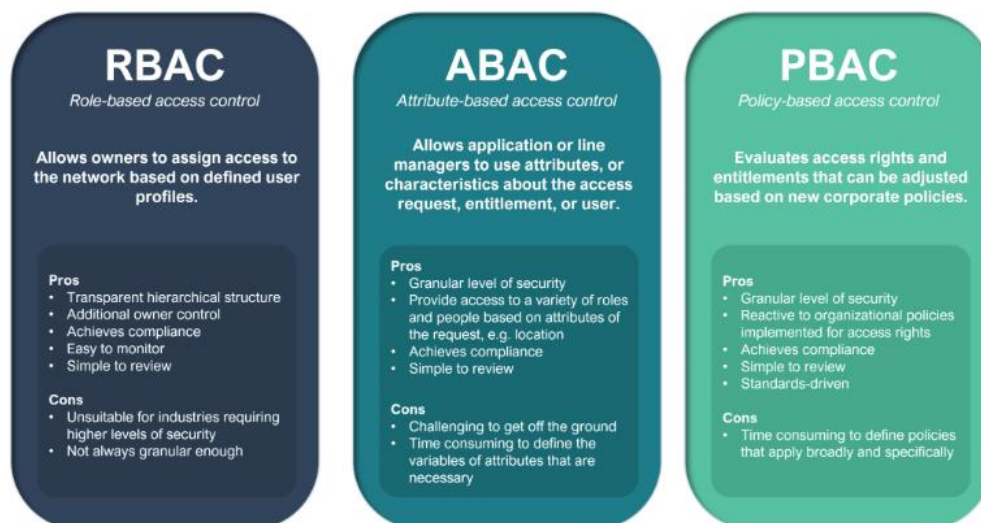 RBAC
Role-based access control
Allows owners to assign access to
the network based on defined user
profiles.
Pros
• Transparent hierarchical structure
• Additional owner control
• Achieves compliance
• Easy to monitor
• Simple to review
Cons
• Unsuitable for industries requiring
higher levels of security
• Not always granular enough
ABAC
Attribute-based access control
Allows application or line
managers to use attributes, or
characteristics about the access
request, entitlement, or user.
Pros
• Granular level of security
• Provide access to a variety of roles
and people based on attributes of
the request, e.g. location
• Achieves compliance
• Simple to review
Cons
• Challenging to get off the ground
• Time consuming to define the
variables of attributes that are
necessary
PBAC
Policy-based access control
Evaluates access rights and
entitlements that can be adjusted
based on new corporate policies.
Pros
• Granular level of security
• Reactive to organizational policies
implemented for access rights
• Achieves compliance
• Simple to review
• Standards-driven
Cons
• Time consuming to define policies
that apply broadly and specifically